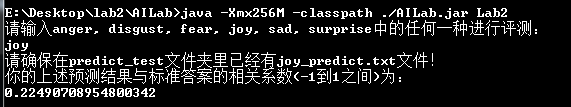 E:\Desktop\lab2\AILab>java -Xmx256M -classpath ./AILab.jar Lab2
请输入anger, disgust, fear, joy, sad, surprise中的任何一种进行评测：
joy
请确保在predict_test文件夹里已经有joy_predict.txt文件！
你的上述预测结果与标准答案的相关系数(-1到1之间)为：
0.22490708954800342